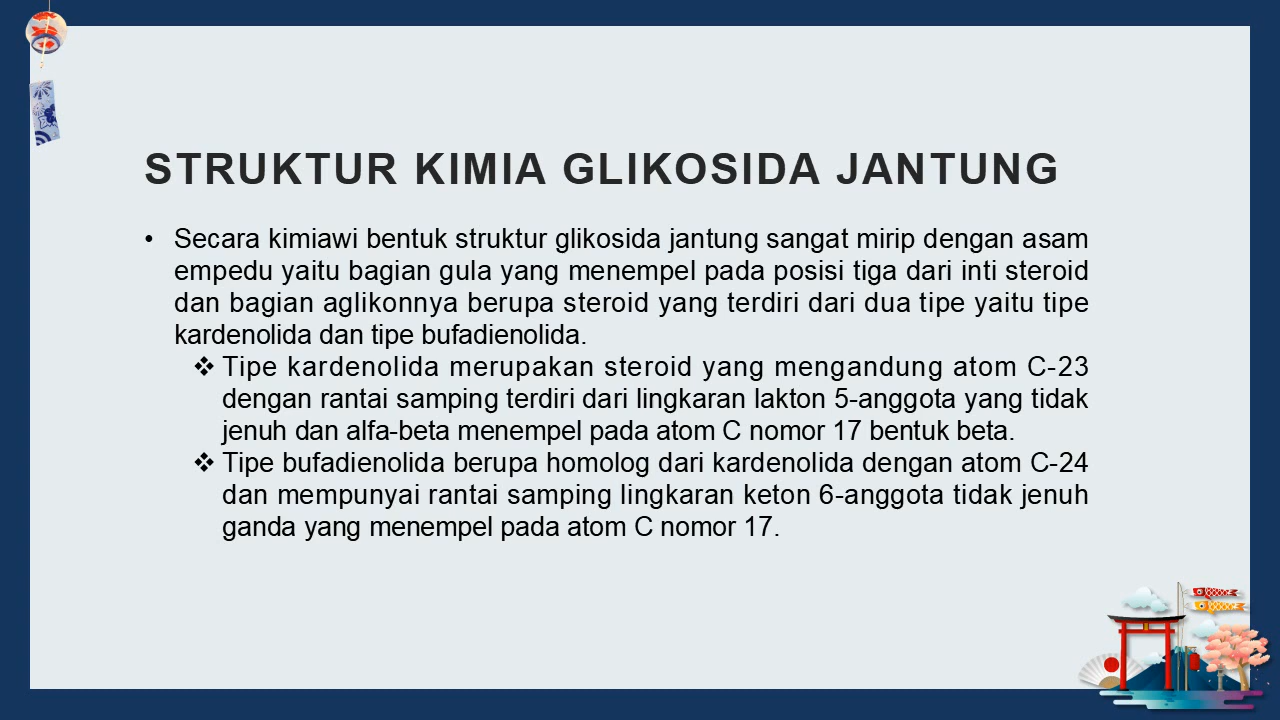 STRUKTUR KIMIA GLIKOSIDA JANTUNG
• Secara kimiawi bentuk struktur glikosida jantung sangat mirip dengan asam
empedu yaitu bagian gula yang menempel pada posisi tiga dari inti steroid
dan bagian aglikonnya berupa steroid yang terdiri dari dua tipe yaitu tipe
kardenolida dan tipe bufadienolida.
❖ Tipe kardenolida merupakan steroid yang mengandung atom C-23
dengan rantai samping terdiri dari lingkaran lakton 5-anggota yang tidak
jenuh dan alfa-beta menempel pada atom C nomor 17 bentuk beta.
❖ Tipe bufadienolida berupa homolog dari kardenolida dengan atom C-24
dan mempunyai rantai samping lingkaran keton 6-anggota tidak jenuh
ganda yang menempel pada atom C nomor 17.